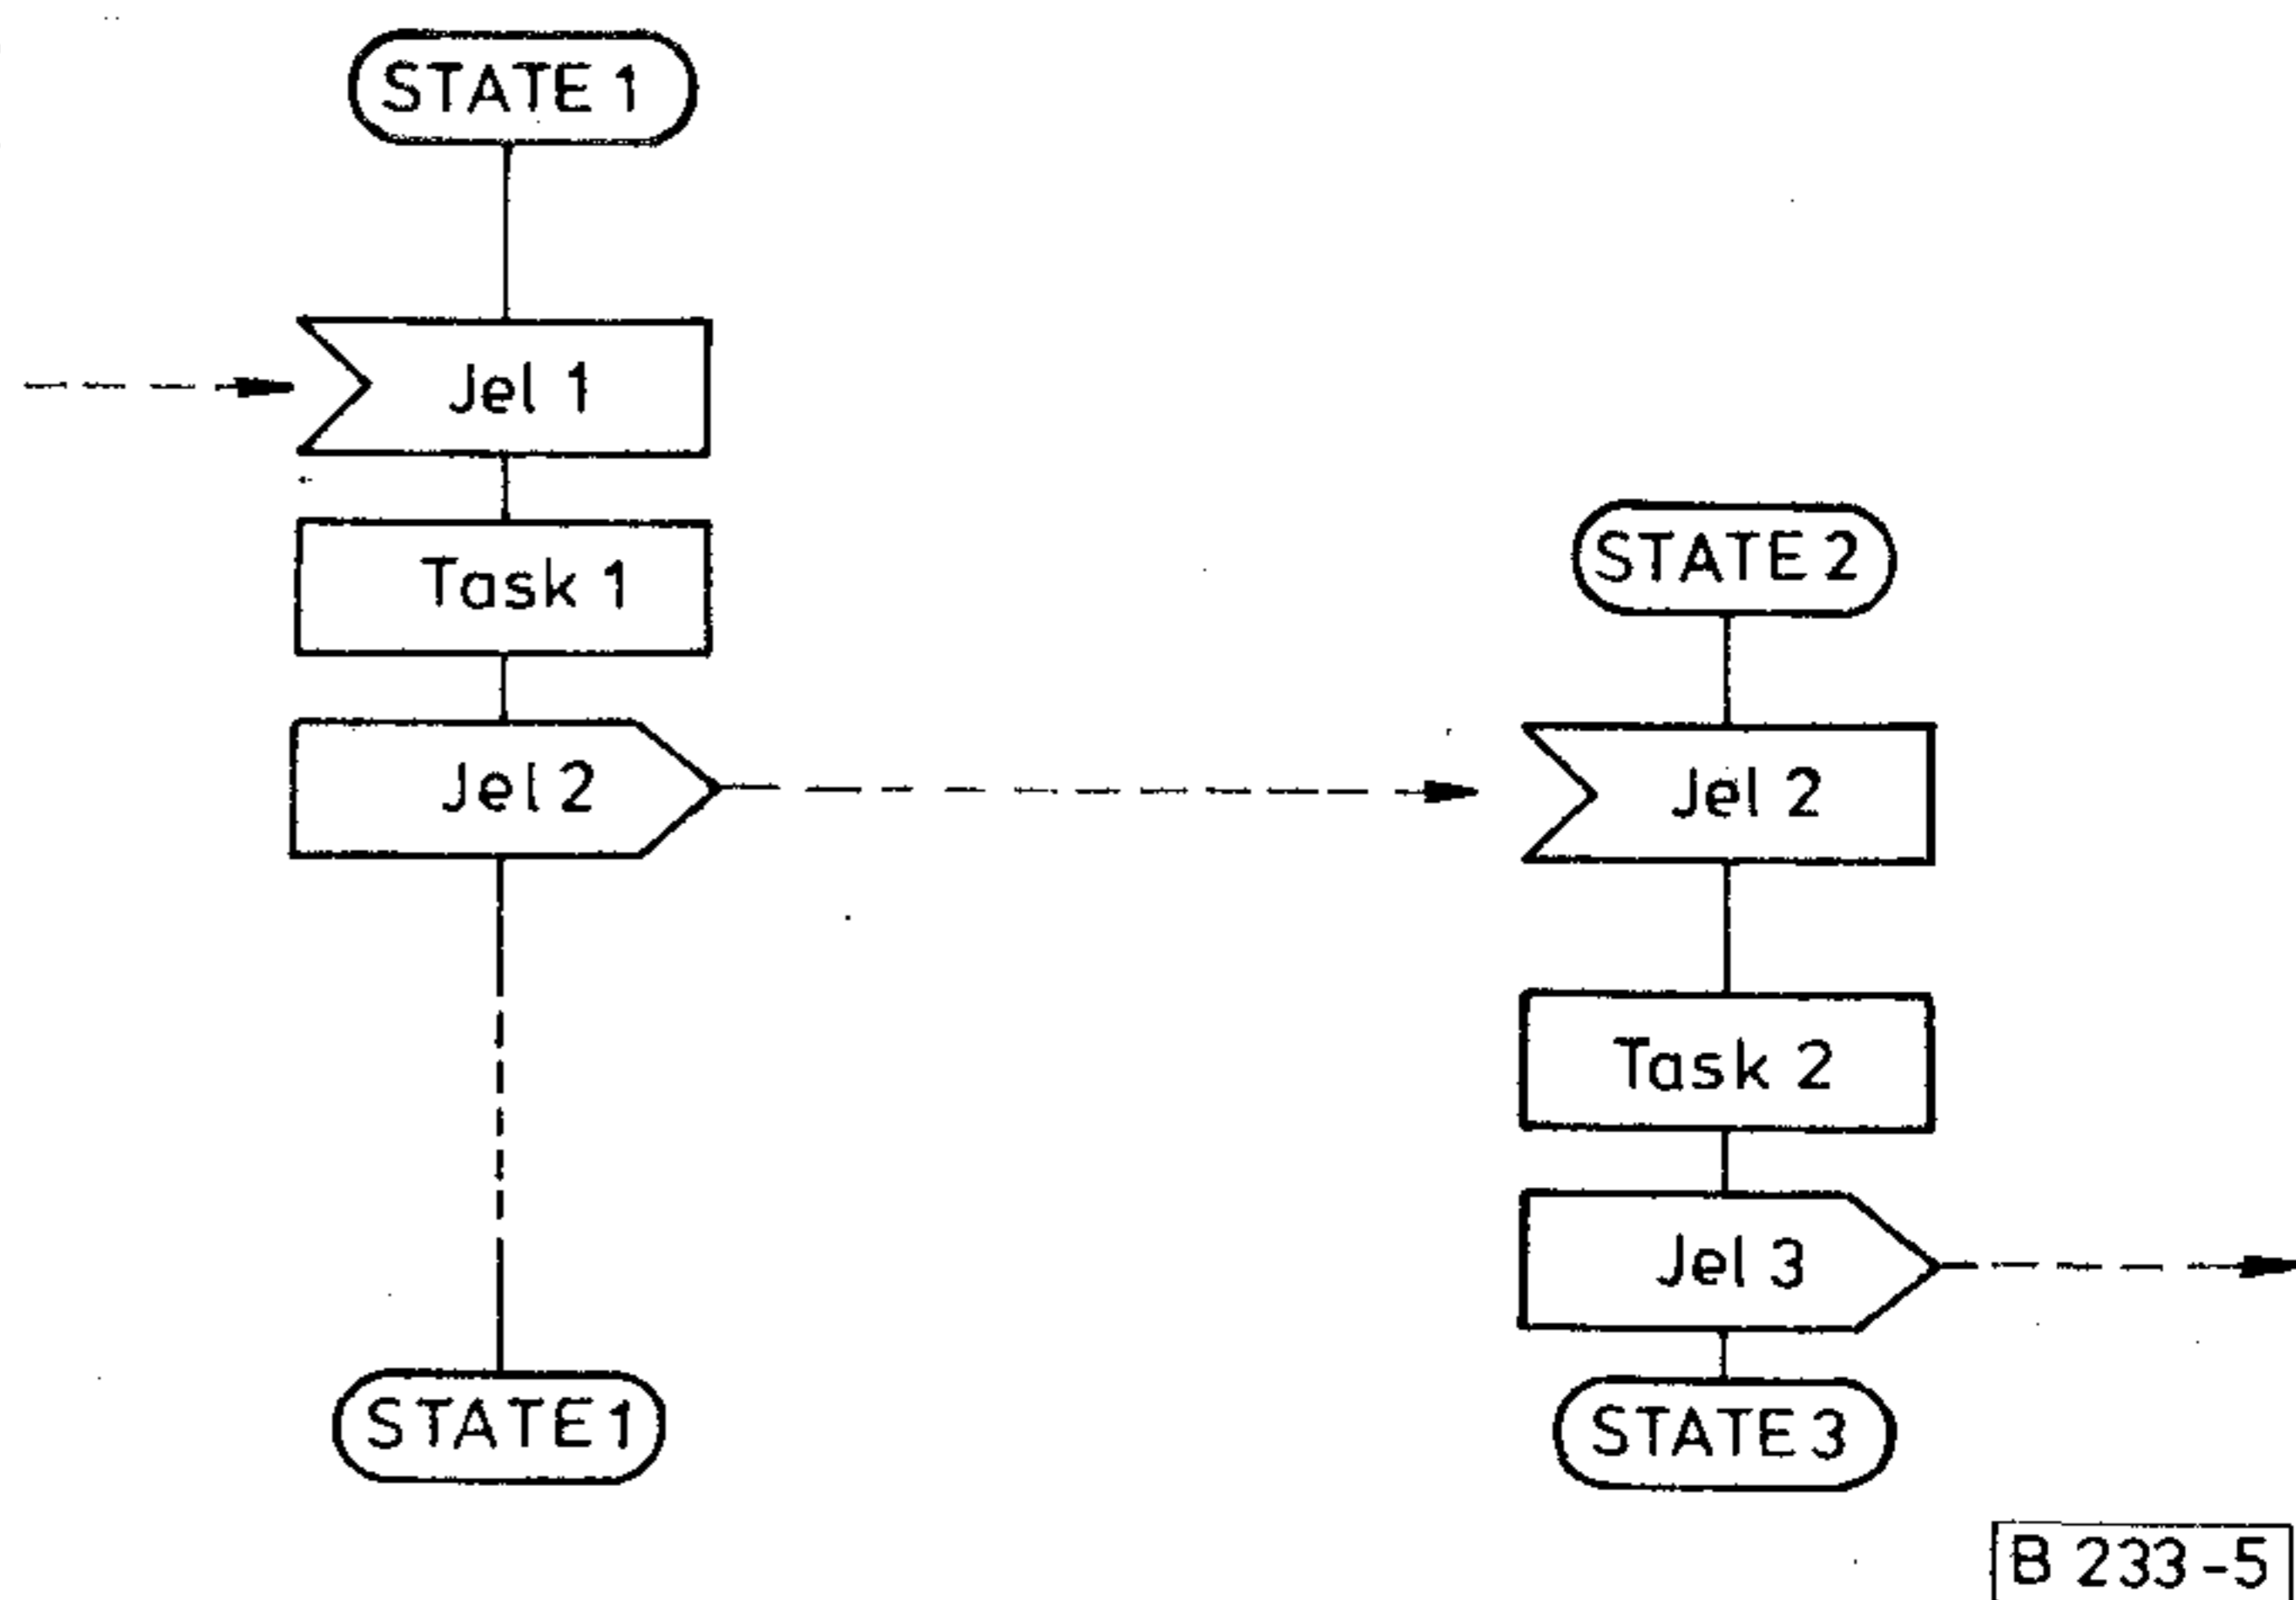 STATE 1
Jel 1
Task 1
Jel 2
STATE 1
STATE 2
Jel 2
Task 2
Jel 3
STATE 3
B 233-5